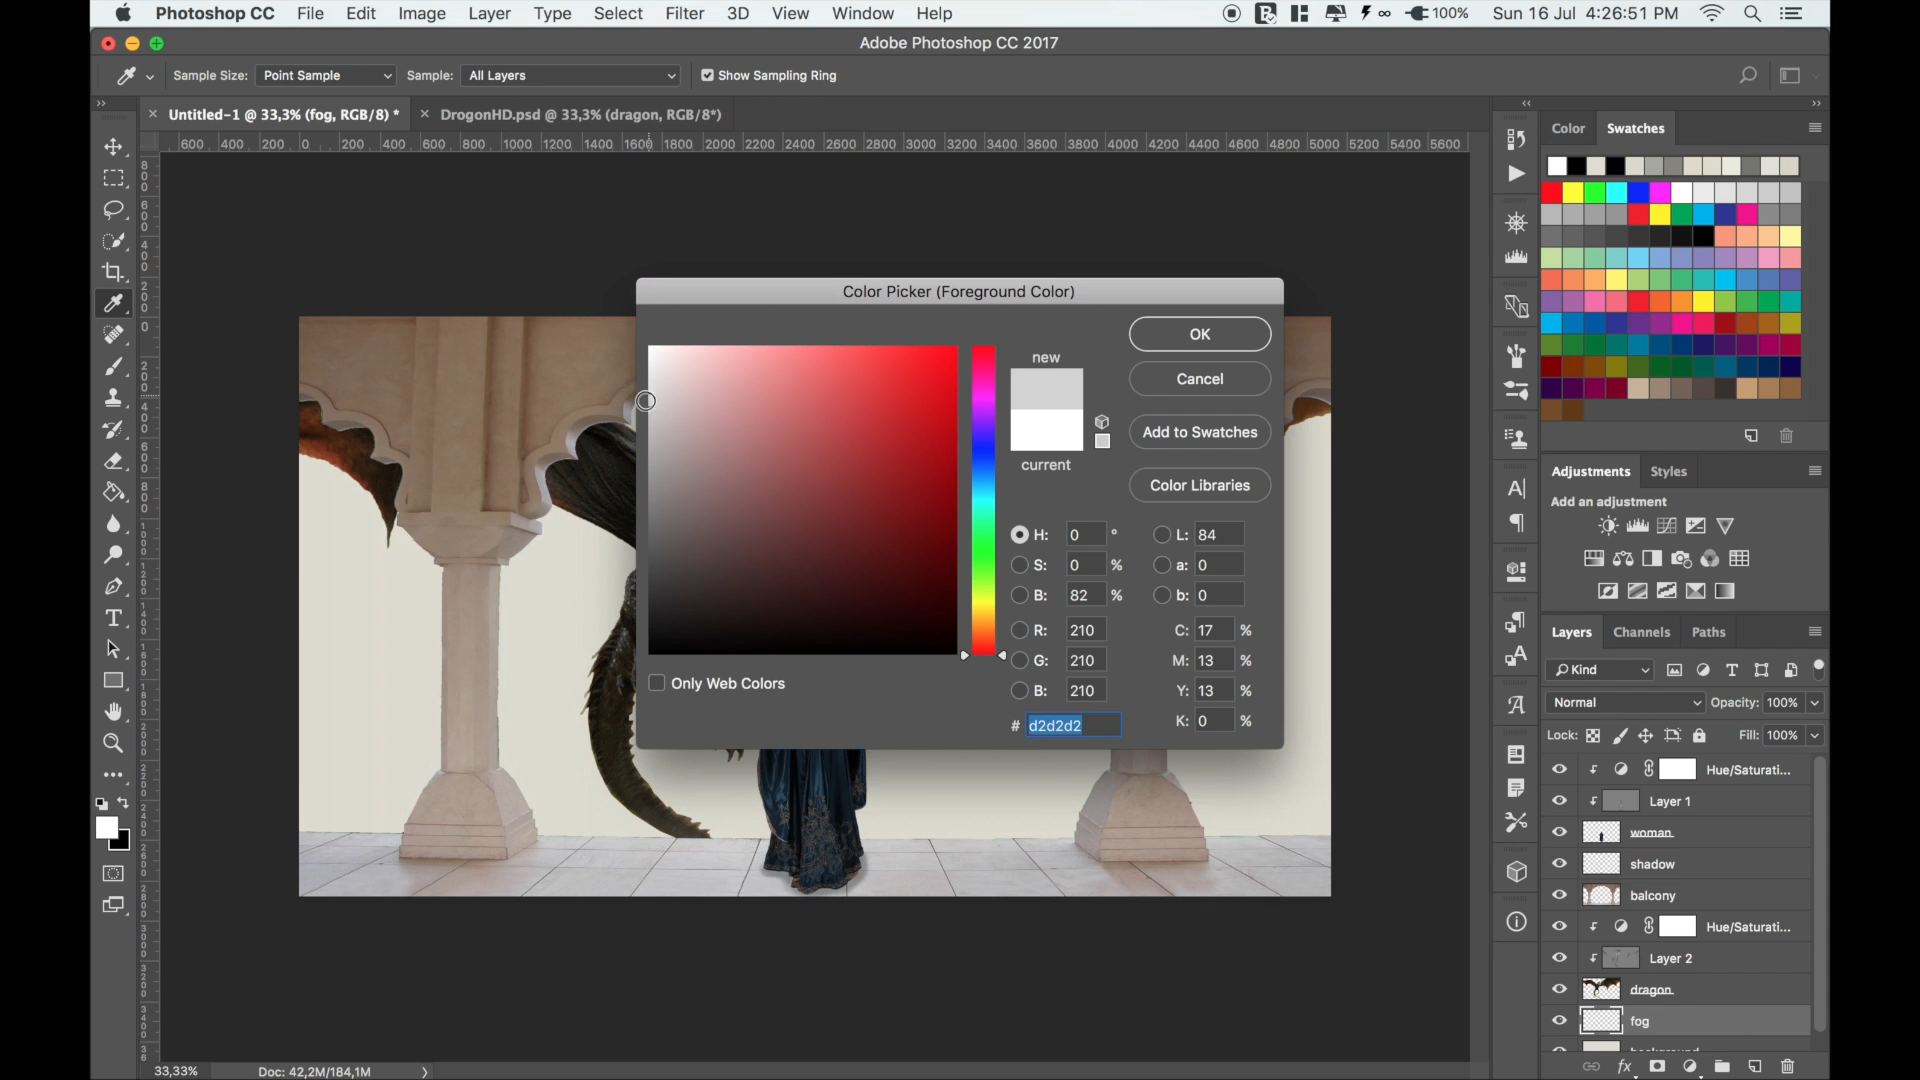 Photoshop CC File Edit Image Layer Type Select Filter 3D View Window Help 100% Sun 16 Jul 4:26:51 PM
Adobe Photoshop CC 2017
Sample Size: Point Sample Sample: All Layers Show Sampling Ring
Untitled-1 @ 33,3% (fog, RGB/8) * DrogonHD.psd @ 33,3% (dragon, RGB/8*)
600 400 200 0 200 400 600 800 1000 1200 1400 1600 1800 2000 2200 2400 2600 2800 3000 3200 3400 3600 3800 4000 4200 4400 4600 4800 5000 5200 5400 5600
Color Swatches
Color Picker (Foreground Color)
new
current
OK
Cancel
Add to Swatches
Color Libraries
H: 0 ° L: 84
S: 0 % a: 0
B: 82 % b: 0
R: 210 C: 17 %
G: 210 M: 13 %
B: 210 Y: 13 %
# d2d2d2 K: 0 %
Only Web Colors
Adjustments Styles
Add an adjustment
Layers Channels Paths
Kind
Normal Opacity: 100%
Lock: Fill: 100%
Hue/Saturati...
Layer 1
woman
shadow
balcony
Hue/Saturati...
Layer 2
dragon
fog
background
33,33% Doc: 42,2M/184,1M